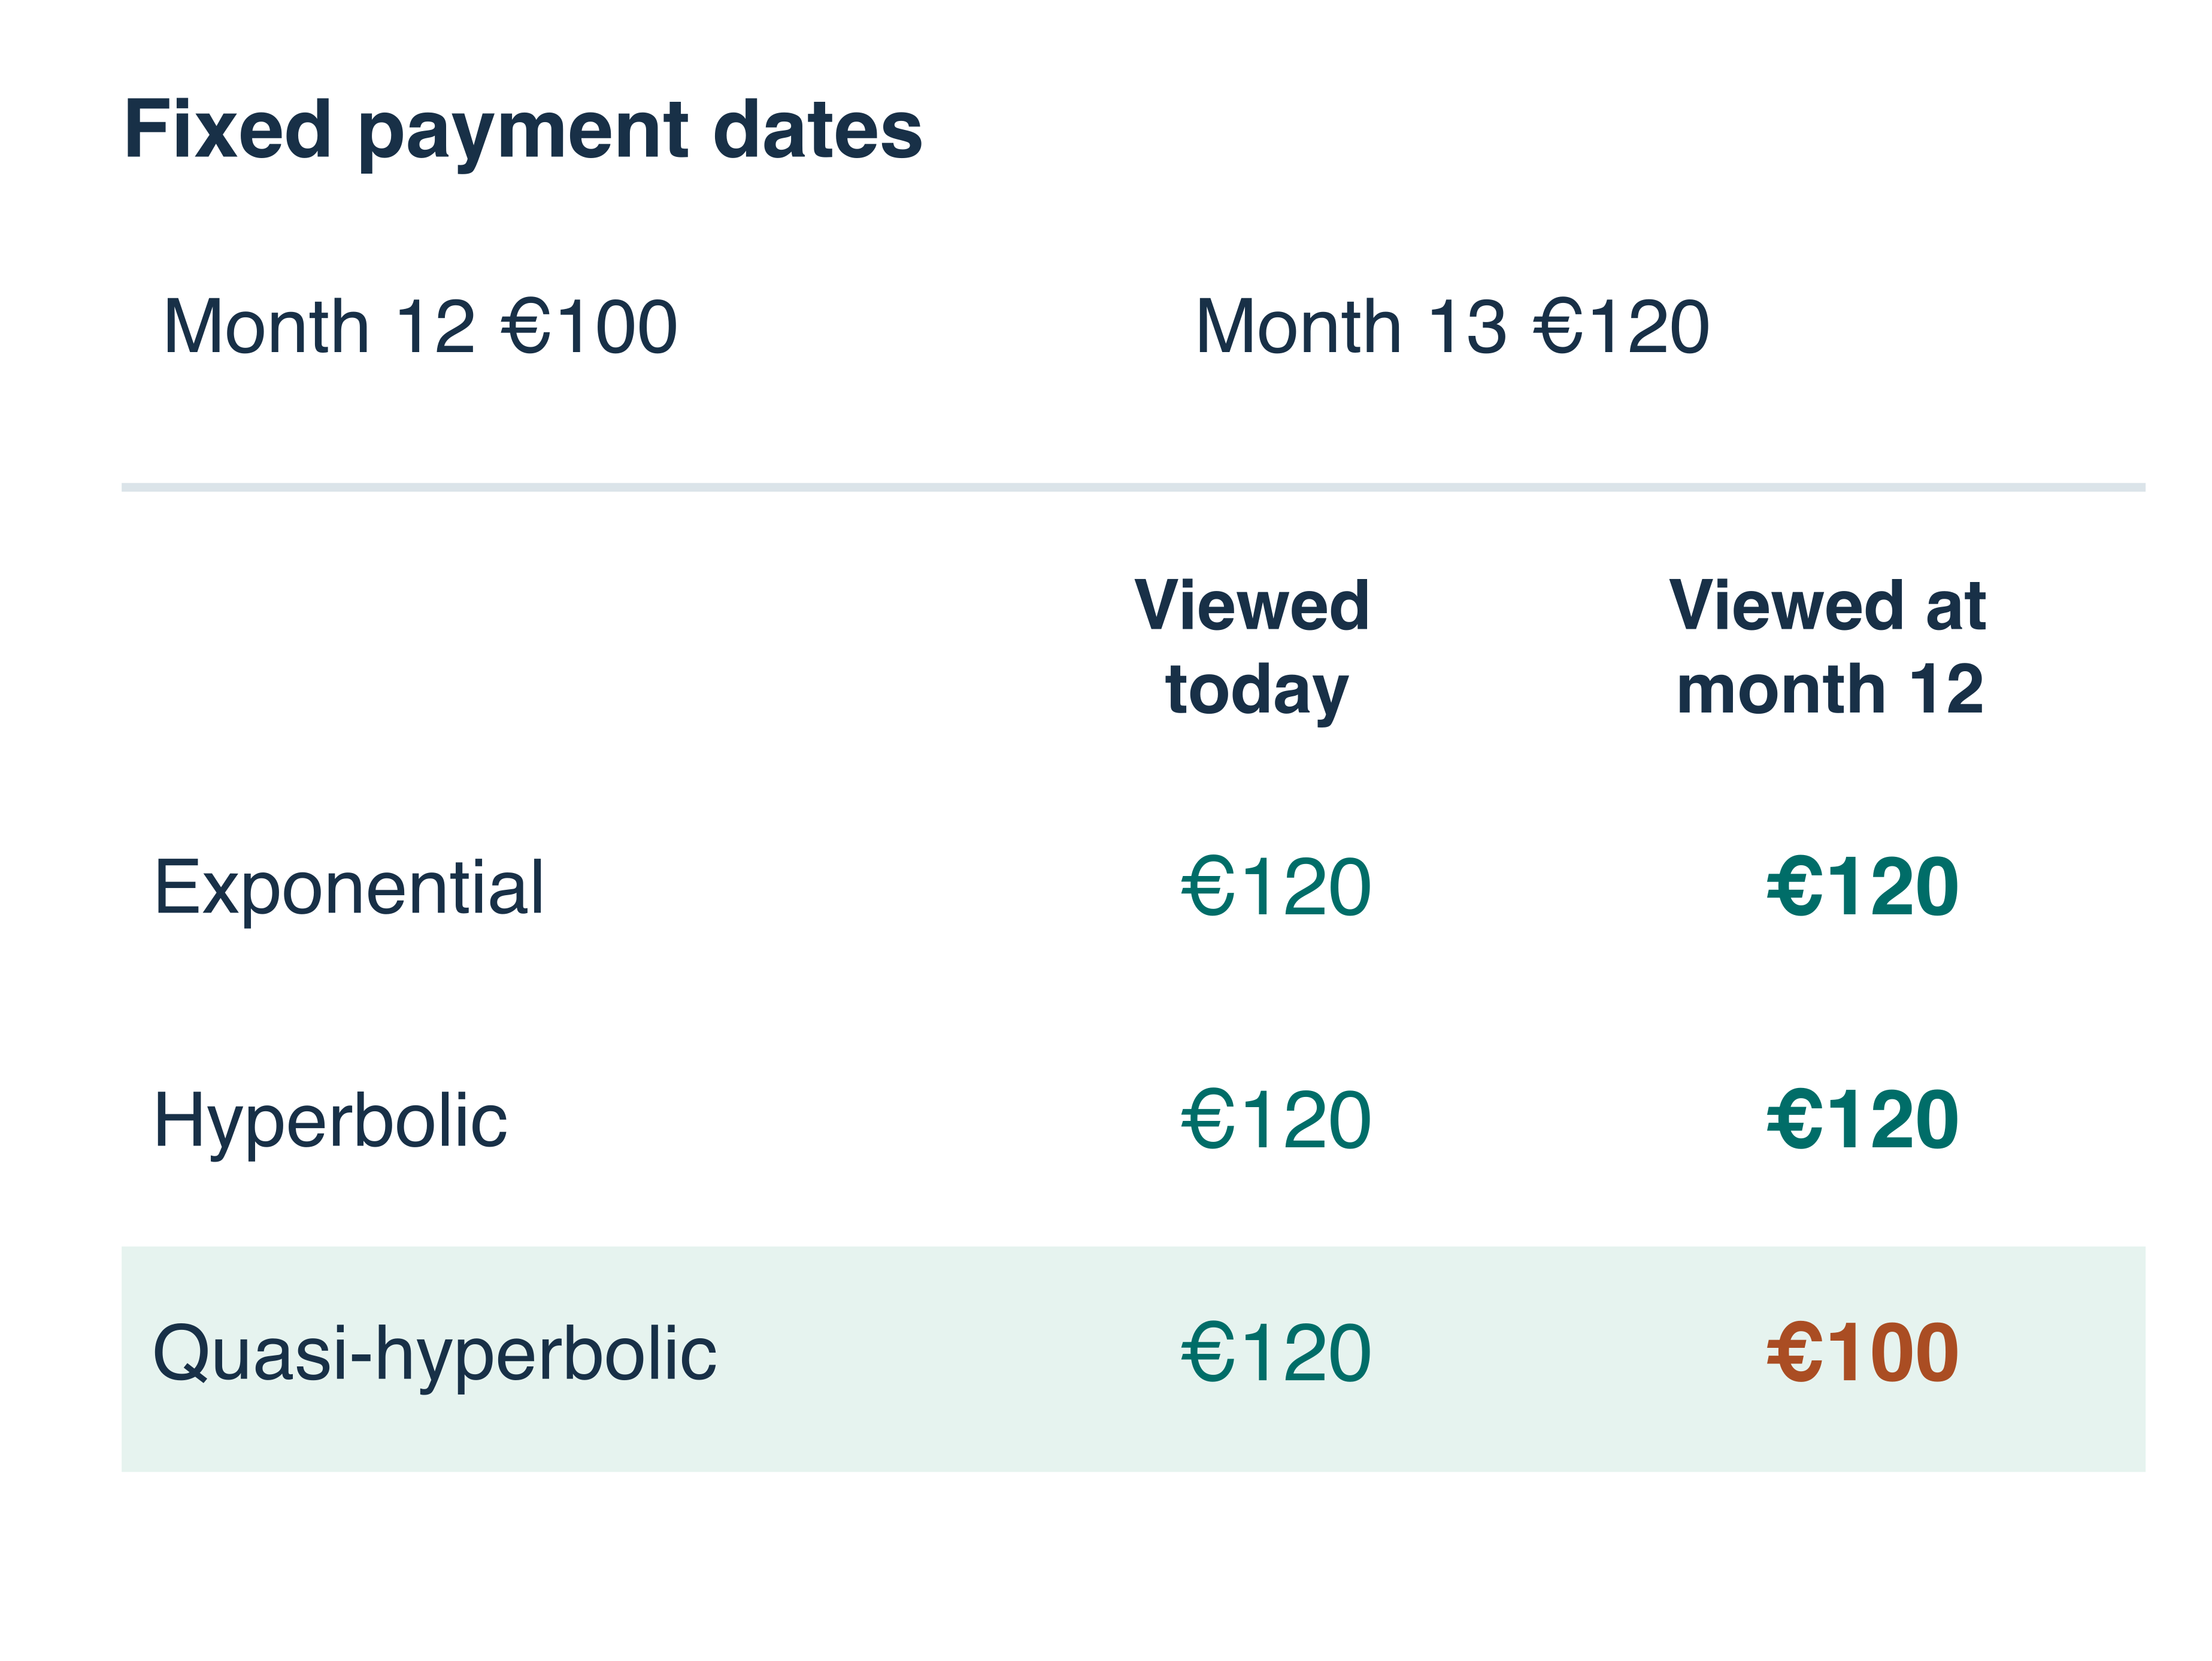 Fixed payment dates
Month 12 €100 Month 13 €120
Viewed today Viewed at month 12
Exponential €120 €120
Hyperbolic €120 €120
Quasi-hyperbolic €120 €100